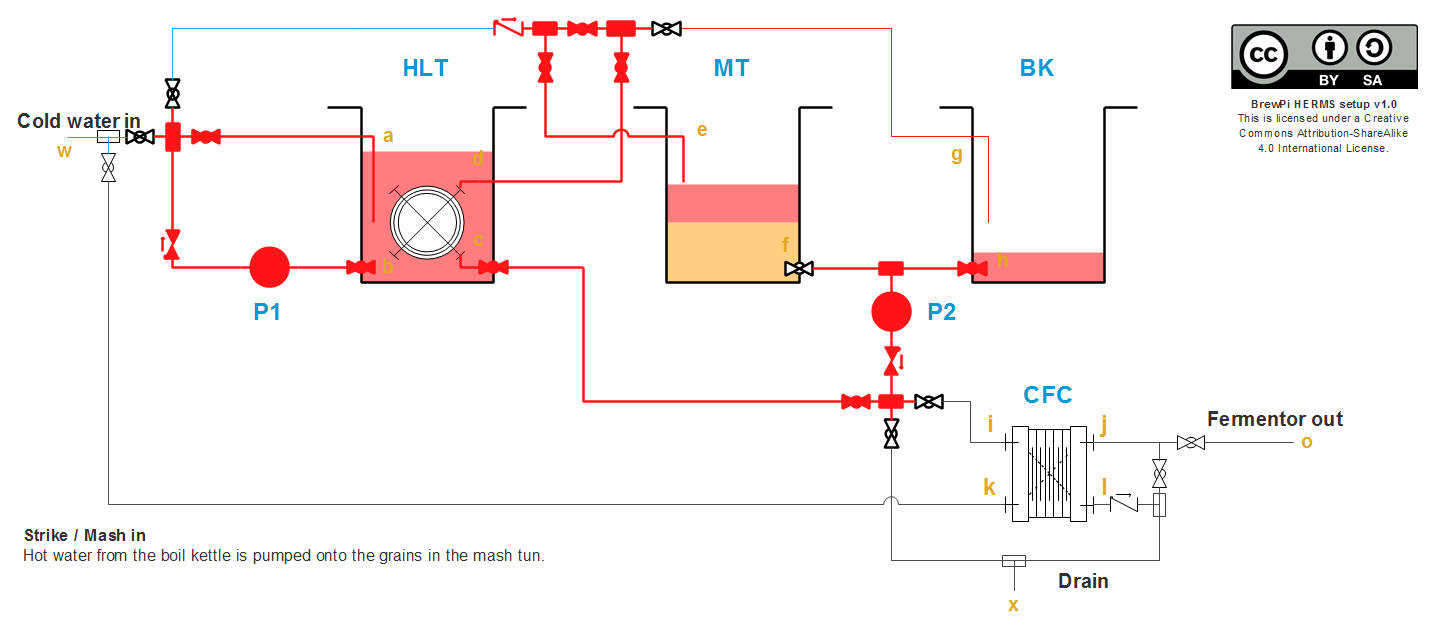 HLT
MT
BK
cc
BY SA
BrewPi HERMS setup v1.0
This is licensed under a Creative
Commons Attribution-ShareAlike
4.0 International License.
Cold water in
w
a
d
c
b
e
f
g
h
P1
P2
CFC
i
j
k
l
Fermentor out
o
Strike / Mash in
Hot water from the boil kettle is pumped onto the grains in the mash tun.
Drain
x